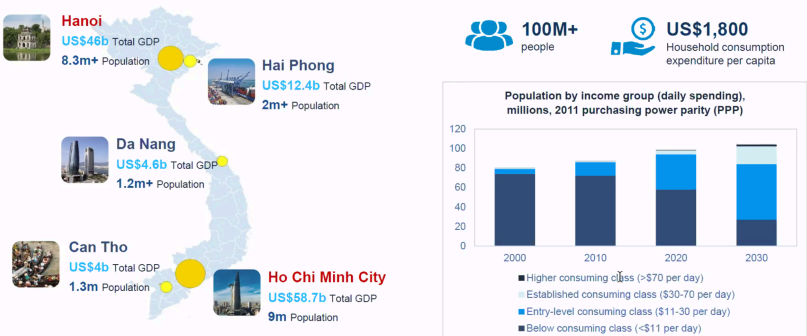 Hanoi
US$46b Total GDP
8.3m+ Population
Hai Phong
US$12.4b Total GDP
2m+ Population
Da Nang
US$4.6b Total GDP
1.2m+ Population
Can Tho
US$4b Total GDP
1.3m Population
Ho Chi Minh City
US$58.7b Total GDP
9m Population
100M+
people
US$1,800
Household consumption
expenditure per capita
Population by income group (daily spending),
millions, 2011 purchasing power parity (PPP)
120
100
80
60
40
20
0
2000 2010 2020 2030
Higher consuming class (>$70 per day)
Established consuming class ($30-70 per day)
Entry-level consuming class ($11-30 per day)
Below consuming class (<$11 per day)